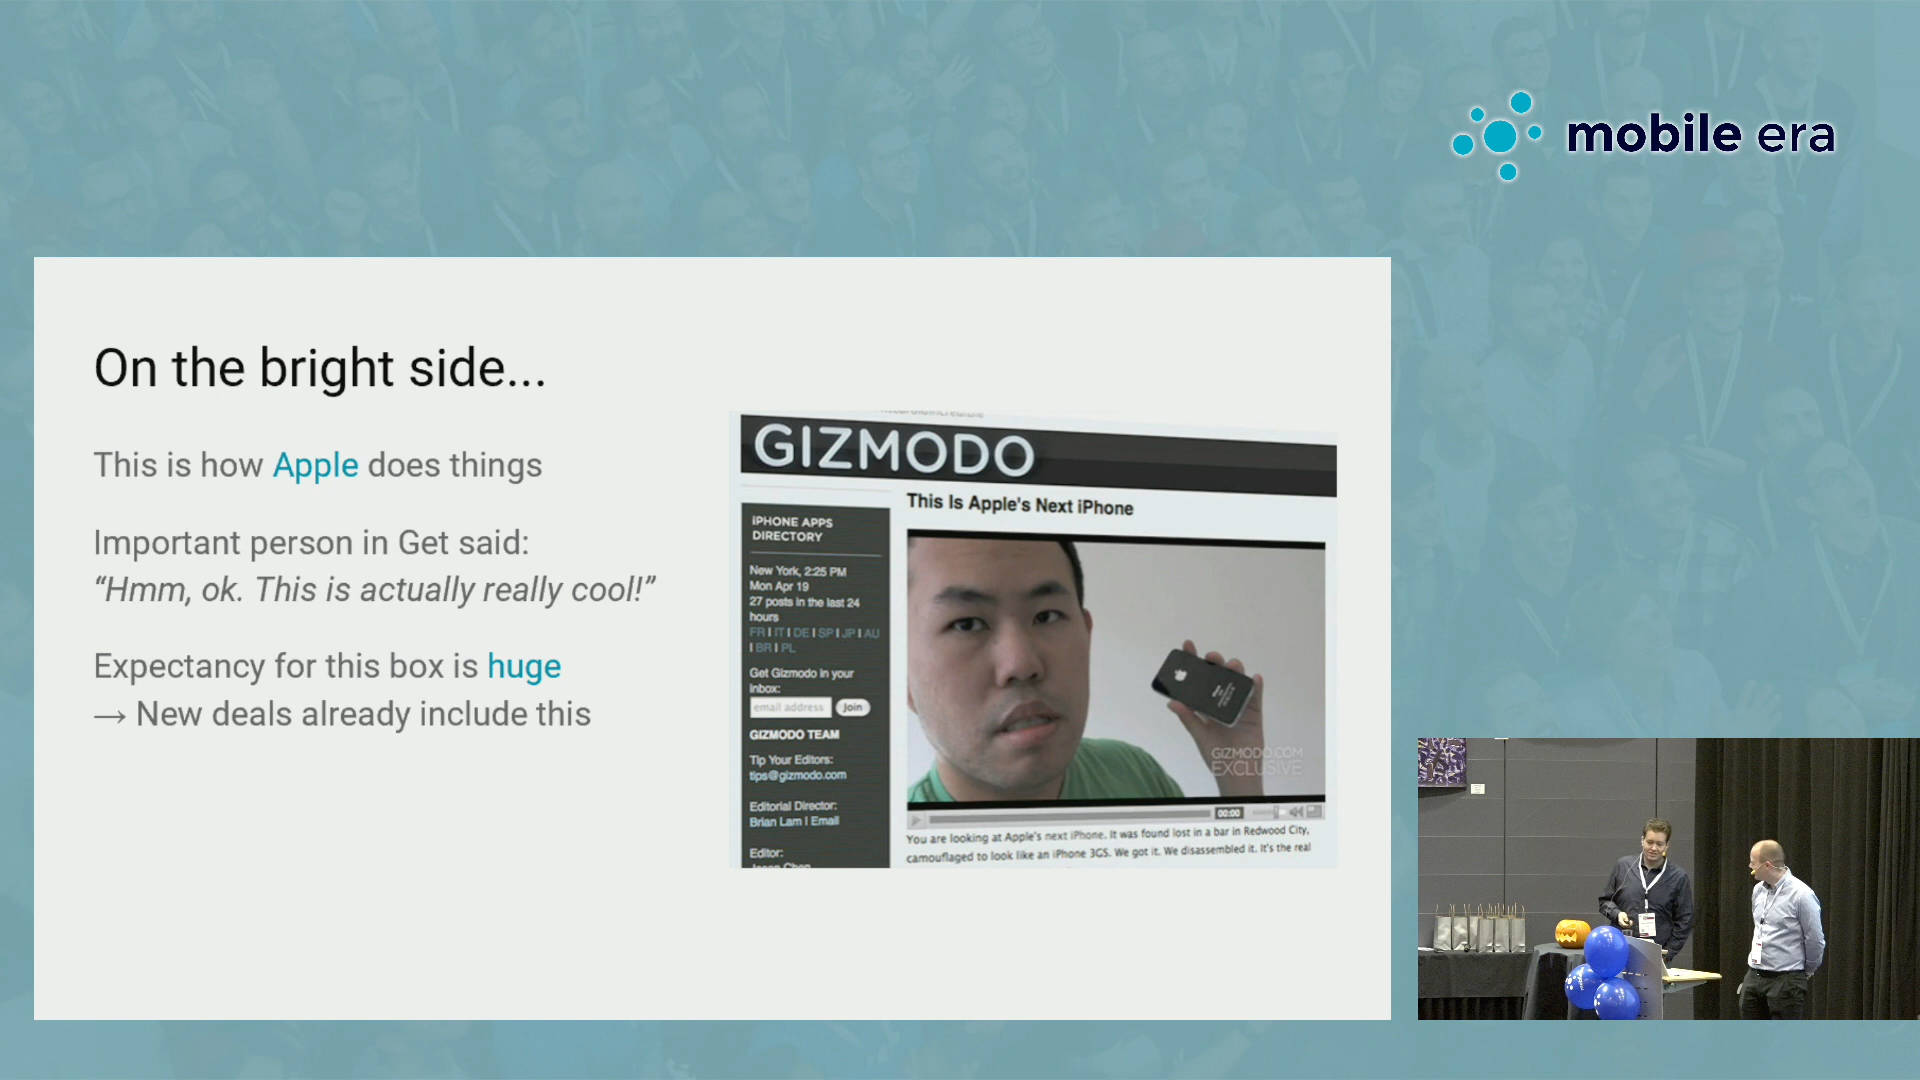 mobile era
On the bright side...
This is how Apple does things
Important person in Get said:
“Hmm, ok. This is actually really cool!”
Expectancy for this box is huge
→ New deals already include this
GIZMODO
This Is Apple's Next iPhone
iPHONE APPS
DIRECTORY
New York, 2:25 PM
Mon Apr 19
27 posts in the last 24
hours
FR I IT I DE I SP I JP I AU
I BR I PL
Get Gizmodo in your
inbox:
email address Join
GIZMODO TEAM
Tip Your Editors:
tips@gizmodo.com
Editorial Director:
Brian Lam I Email
Editor:
Jason Chen
GIZMODO.COM
EXCLUSIVE
00:00
You are looking at Apple's next iPhone. It was found lost in a bar in Redwood City,
camouflaged to look like an iPhone 3GS. We got it. We disassembled it. It's the real